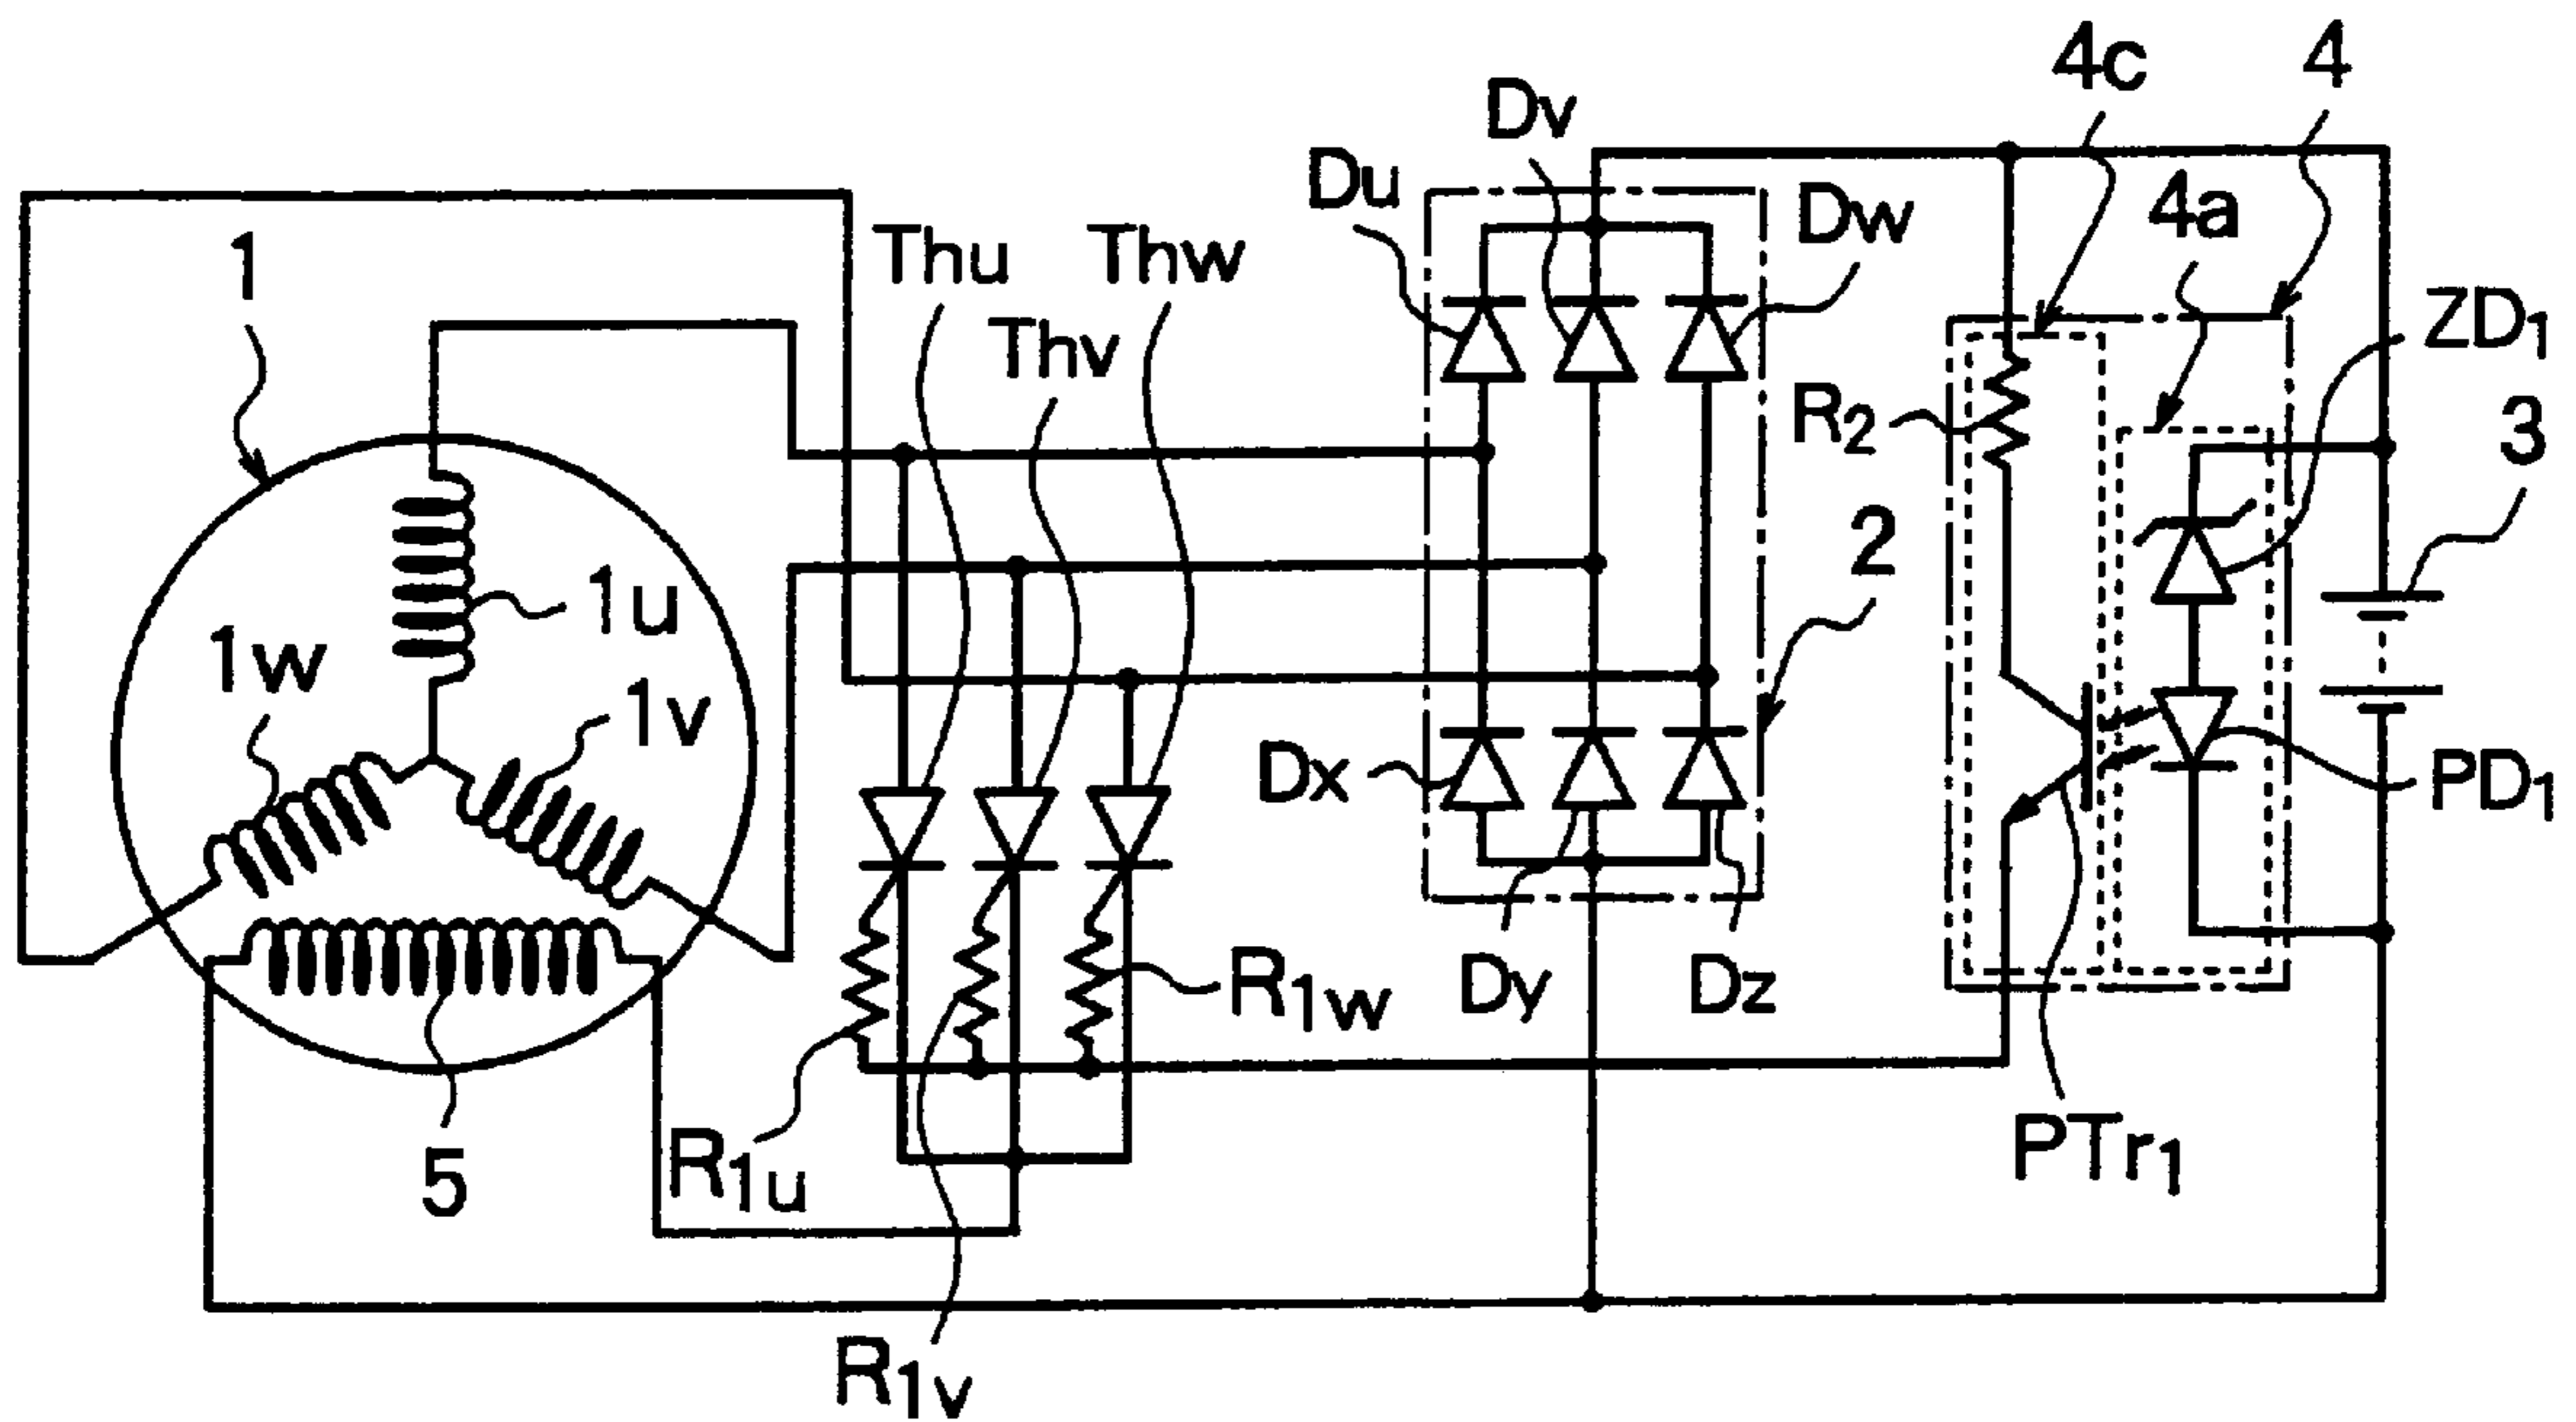 4c
4
Dv
Du
4a
Dw
1
Thu
Thw
ZD1
Thv
R2
3
2
1u
1w
1v
Dx
PD1
R1w
Dy
Dz
R1u
PTr1
5
R1v